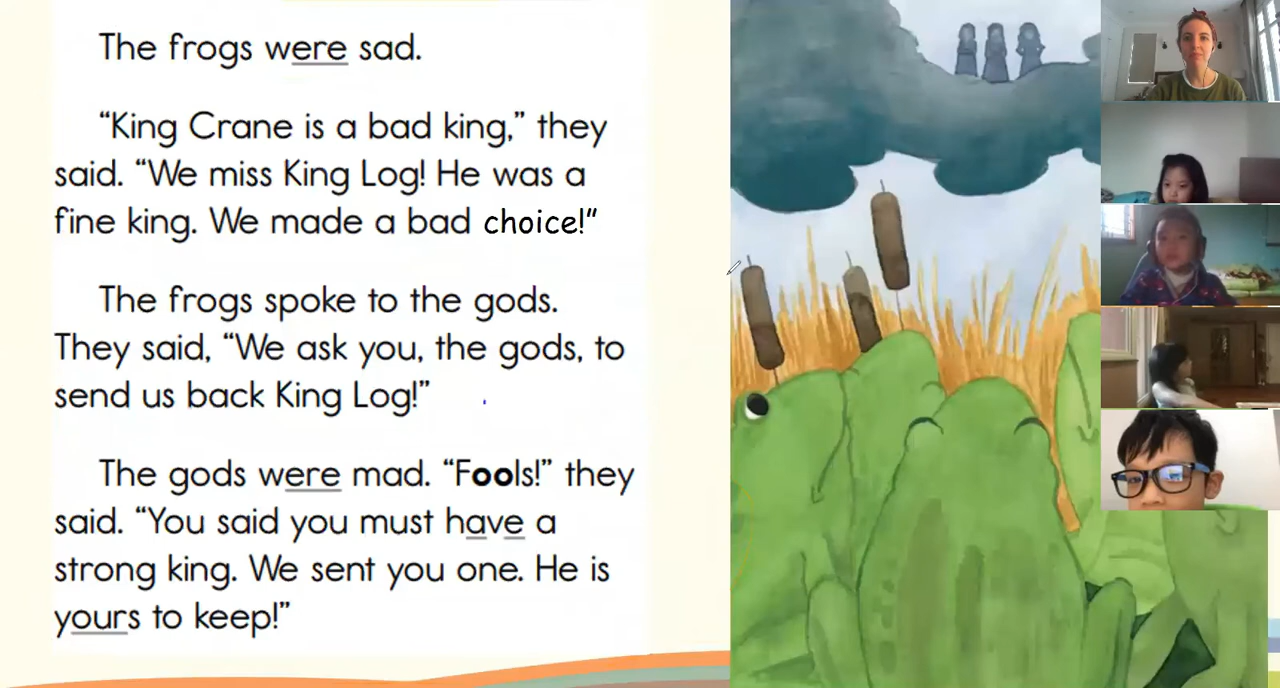 The frogs were sad.
“King Crane is a bad king,” they
said. “We miss King Log! He was a
fine king. We made a bad choice!”
The frogs spoke to the gods.
They said, “We ask you, the gods, to
send us back King Log!”
The gods were mad. “Fools!” they
said. “You said you must have a
strong king. We sent you one. He is
yours to keep!”